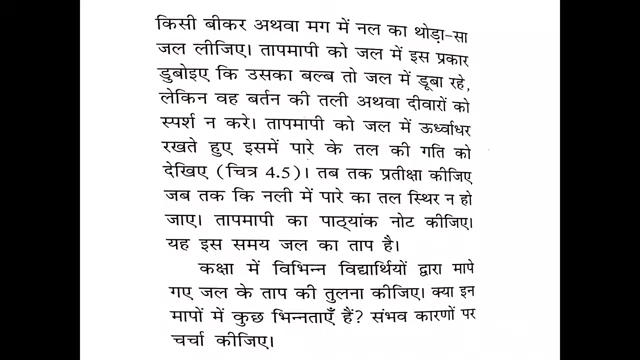 किसी बीकर अथवा मग में नल का थोड़ा-सा
जल लीजिए। तापमापी को जल में इस प्रकार
डुबोइए कि उसका बल्ब तो जल में डूबा रहे,
लेकिन वह बर्तन की तली अथवा दीवारों को
स्पर्श न करे। तापमापी को जल में ऊर्ध्वाधर
रखते हुए इसमें पारे के तल की गति को
देखिए (चित्र 4.5)। तब तक प्रतीक्षा कीजिए
जब तक कि नली में पारे का तल स्थिर न हो
जाए। तापमापी का पाठ्यांक नोट कीजिए।
यह इस समय जल का ताप है।
कक्षा में विभिन्न विद्यार्थियों द्वारा मापे
गए जल के ताप की तुलना कीजिए। क्या इन
मापों में कुछ भिन्नताएँ हैं? संभव कारणों पर
चर्चा कीजिए।